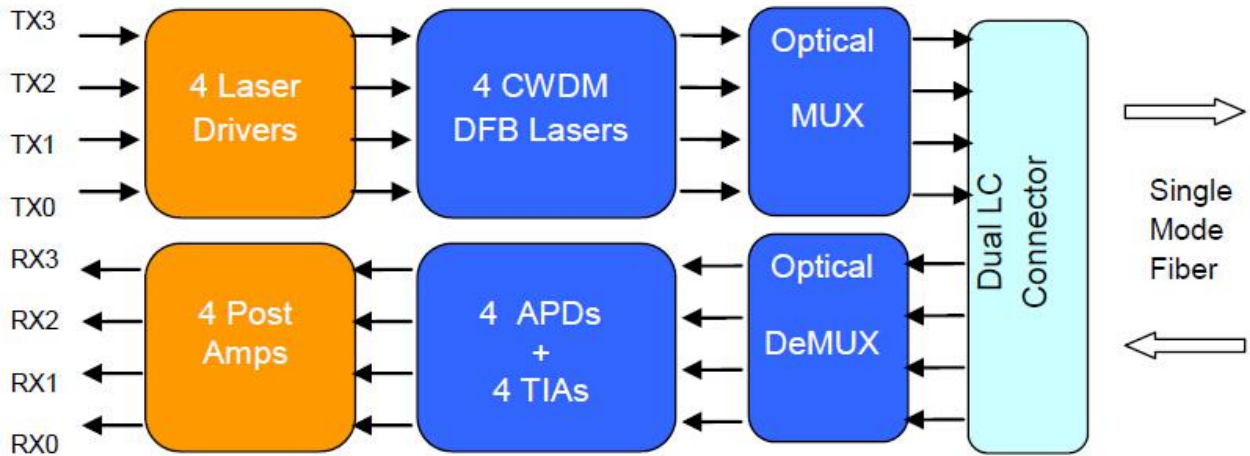 TX3
TX2
TX1
TX0
4 Laser
Drivers
4 CWDM
DFB Lasers
Optical
MUX
RX3
RX2
RX1
RX0
4 Post
Amps
4 APDs
+
4 TIAs
Optical
DeMUX
Dual LC
Connector
Single
Mode
Fiber